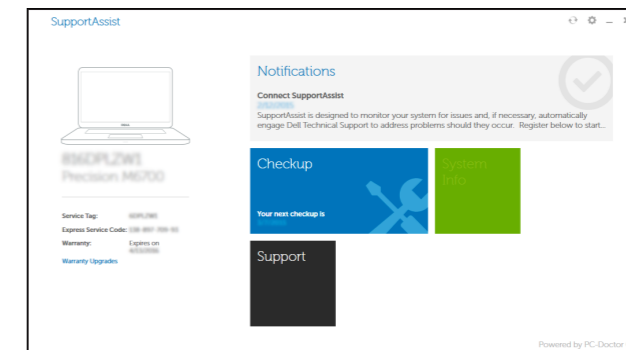 SupportAssist
Notifications
Connect SupportAssist
SupportAssist is designed to monitor your system for issues and, if necessary, automatically
engage Dell Technical Support to address problems should they occur. Register below to start...
Precision M6700
Checkup
System
Info
Your next checkup is
Service Tag:
Express Service Code:
Warranty: Expires on
Warranty Upgrades
Support
Powered by PC-Doctor